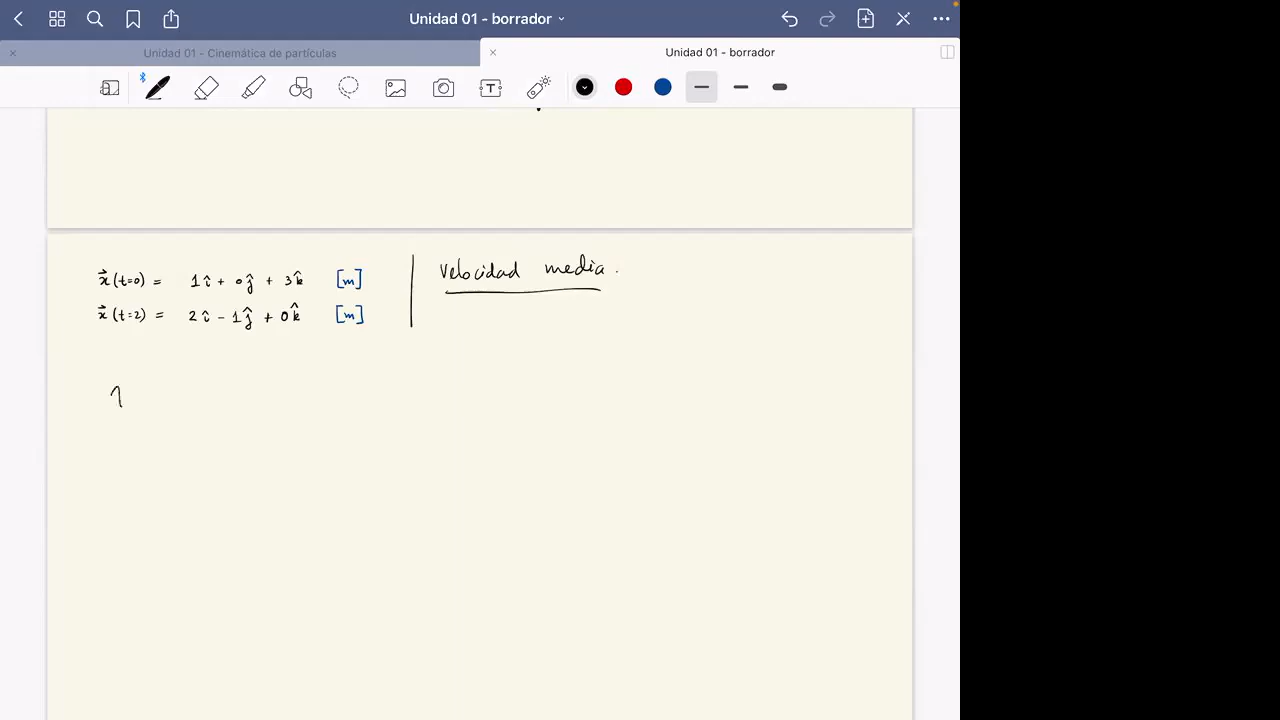 Unidad 01 - borrador
Unidad 01 - Cinemática de partículas
Unidad 01 - borrador
x⃗(t=0) = 1î + 0ĵ + 3k̂ [m]
x⃗(t=2) = 2î - 1ĵ + 0k̂ [m]
Velocidad media.